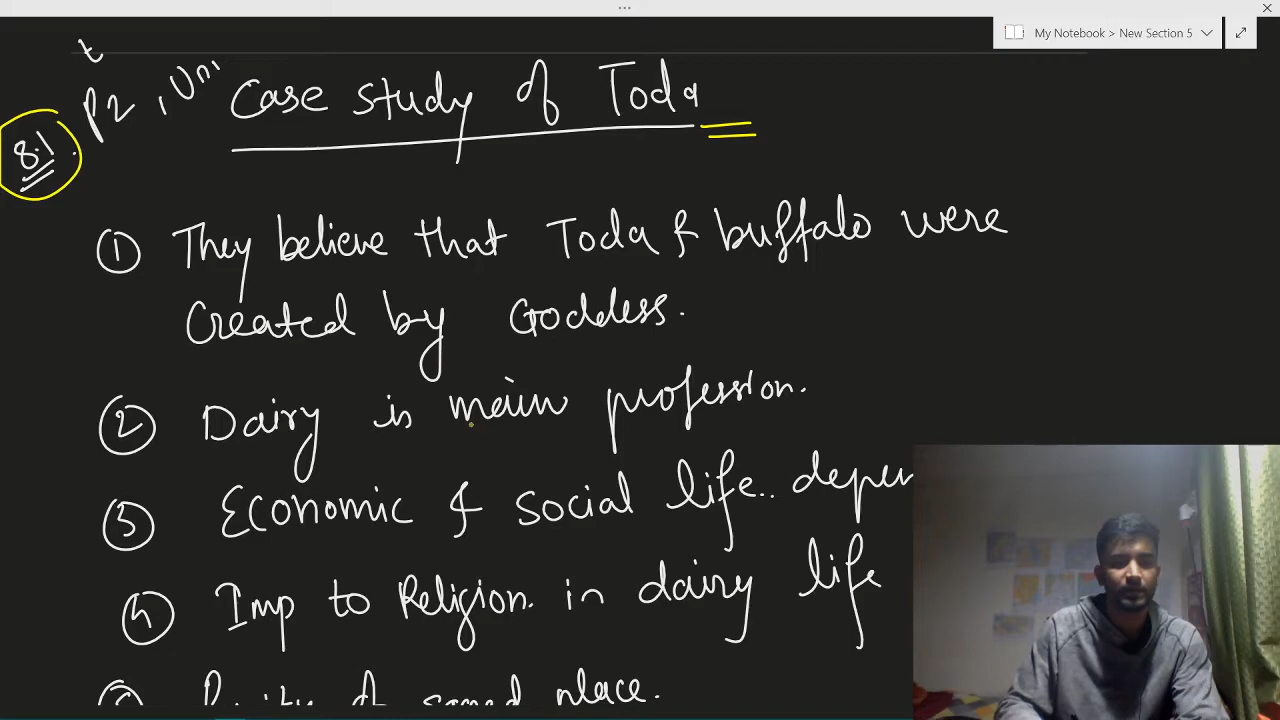 My Notebook > New Section 5
t
P2, Uni
8.1
Case study of Toda
① They believe that Toda & buffalo were
Created by Goddess.
② Dairy is main profession.
③ Economic & social life.. depen
④ Imp to Religion in dairy life
place.